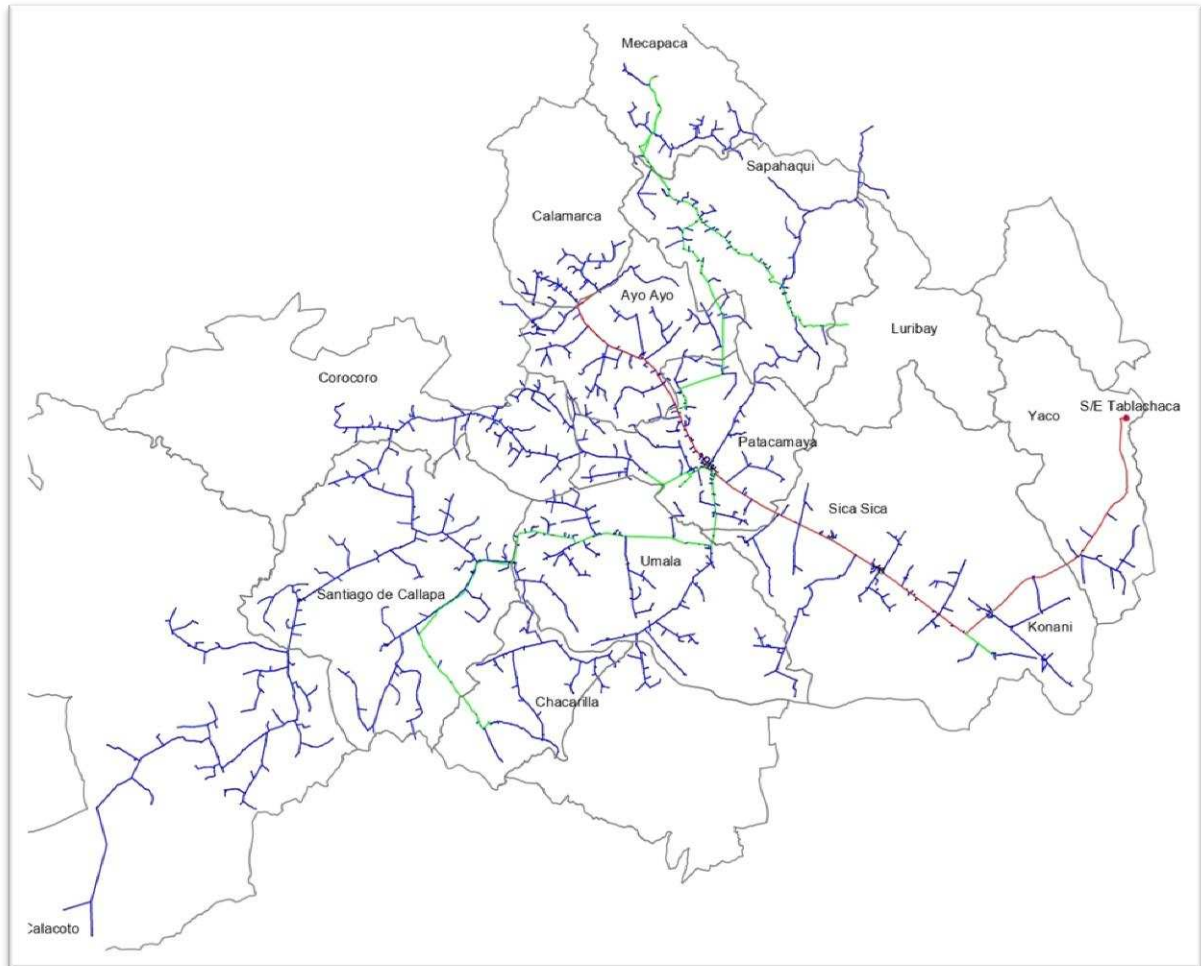 Mecapaca
Sapahaqui
Calamarca
Ayo Ayo
Luribay
Corocoro
S/E Tablachaca
Yaco
Patacamaya
Sica Sica
Umala
Santiago de Callapa
Konani
Chacarilla
Calacoto